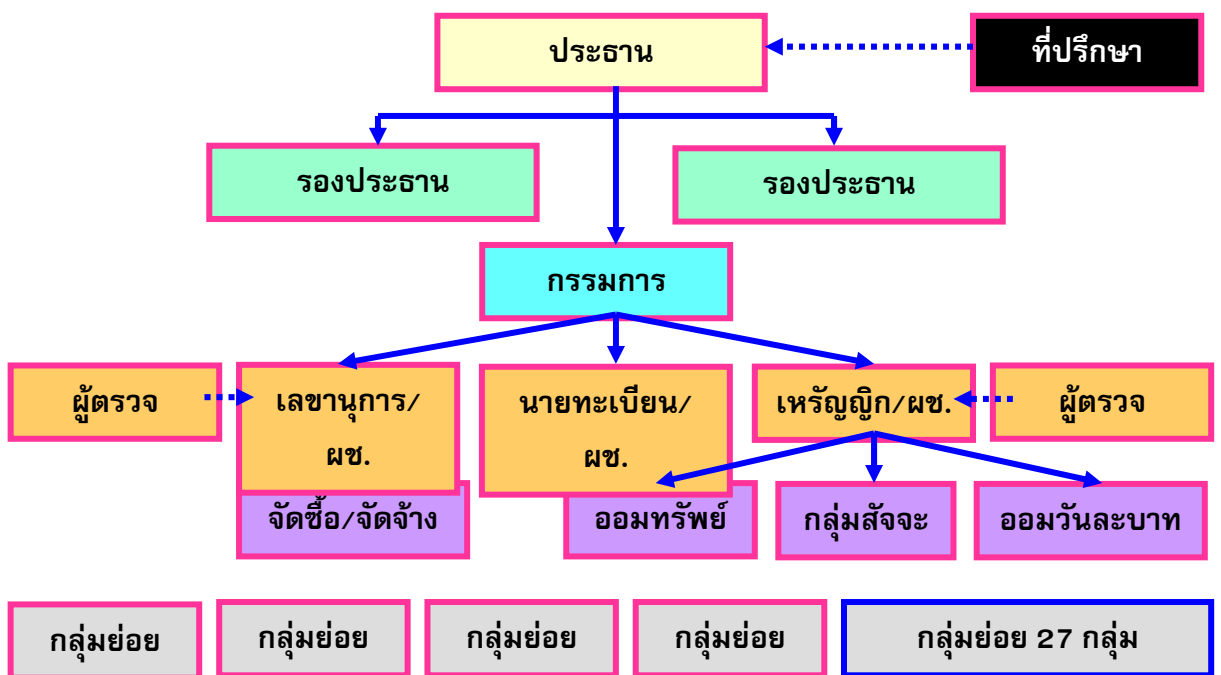 ประธาน
ที่ปรึกษา
รองประธาน
รองประธาน
กรรมการ
ผู้ตรวจ
เลขานุการ/
ผช.
นายทะเบียน/
ผช.
เหรัญญิก/ผช.
ผู้ตรวจ
จัดซื้อ/จัดจ้าง
ออมทรัพย์
กลุ่มสัจจะ
ออมวันละบาท
กลุ่มย่อย
กลุ่มย่อย
กลุ่มย่อย
กลุ่มย่อย
กลุ่มย่อย 27 กลุ่ม